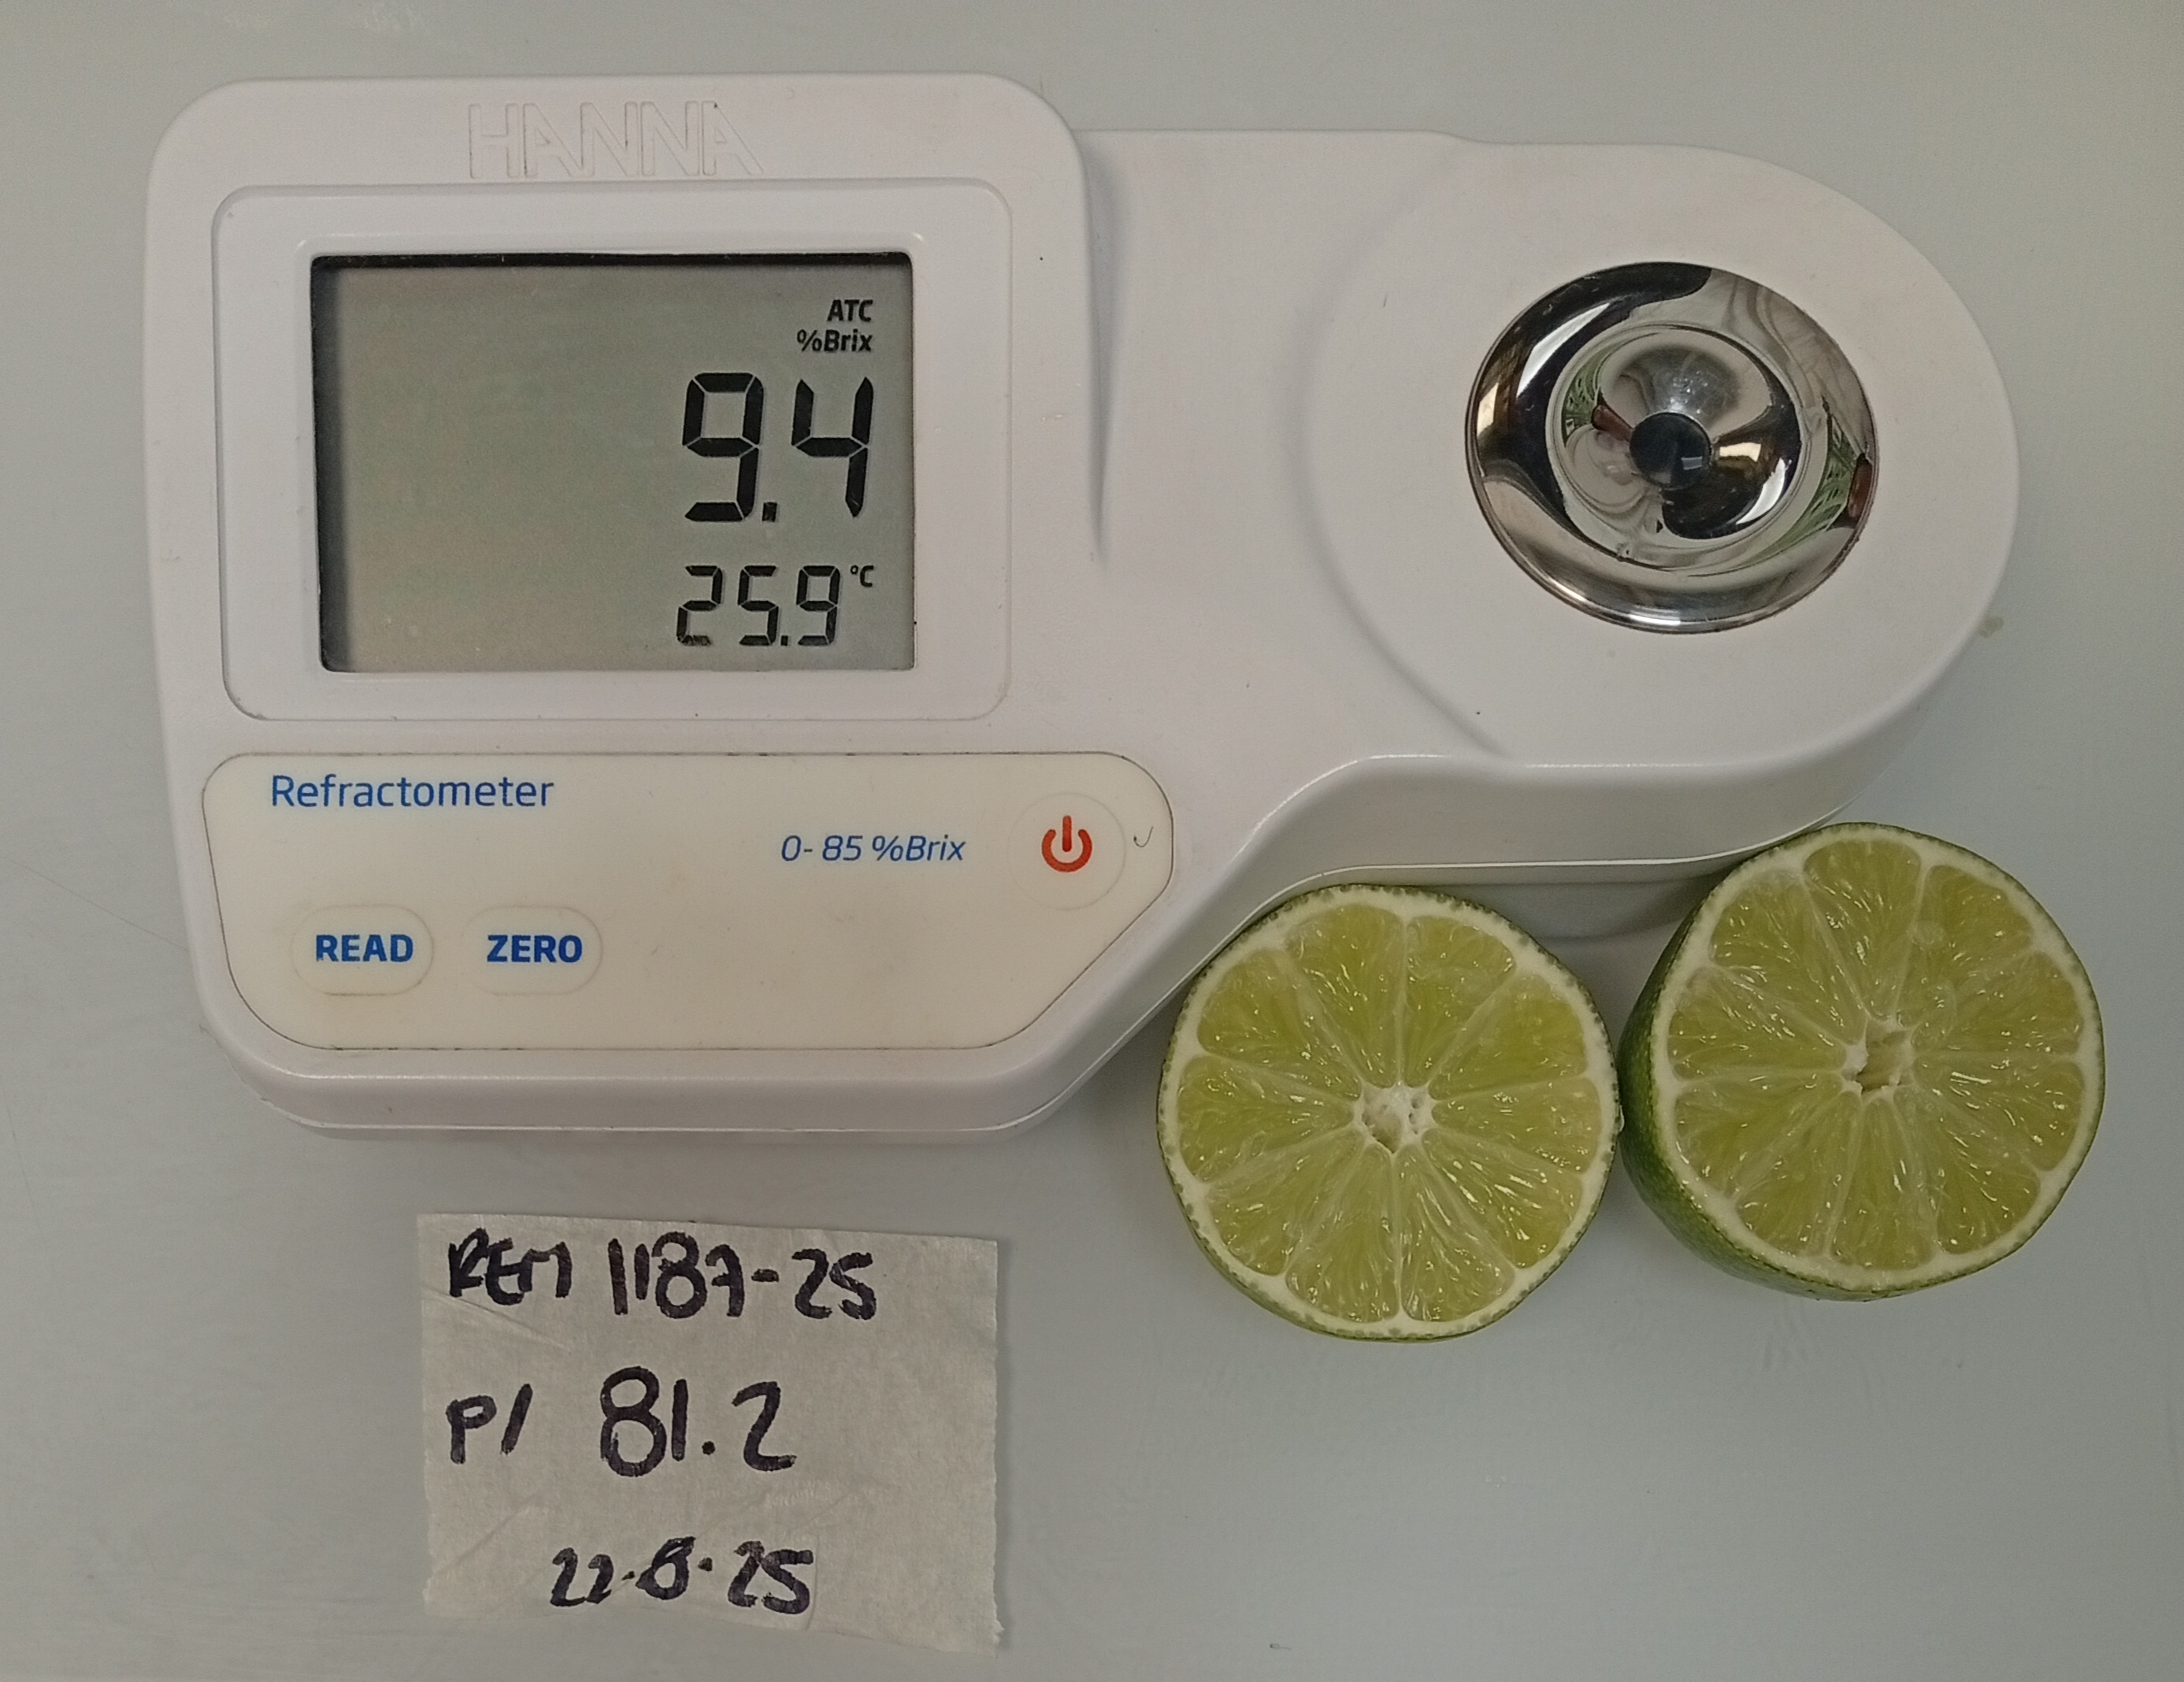 HANNA
ATC
%Brix
9.4
25.9 °C
Refractometer
0-85 %Brix
READ ZERO
REM 1187-25
P/ 81.2
22.8.25